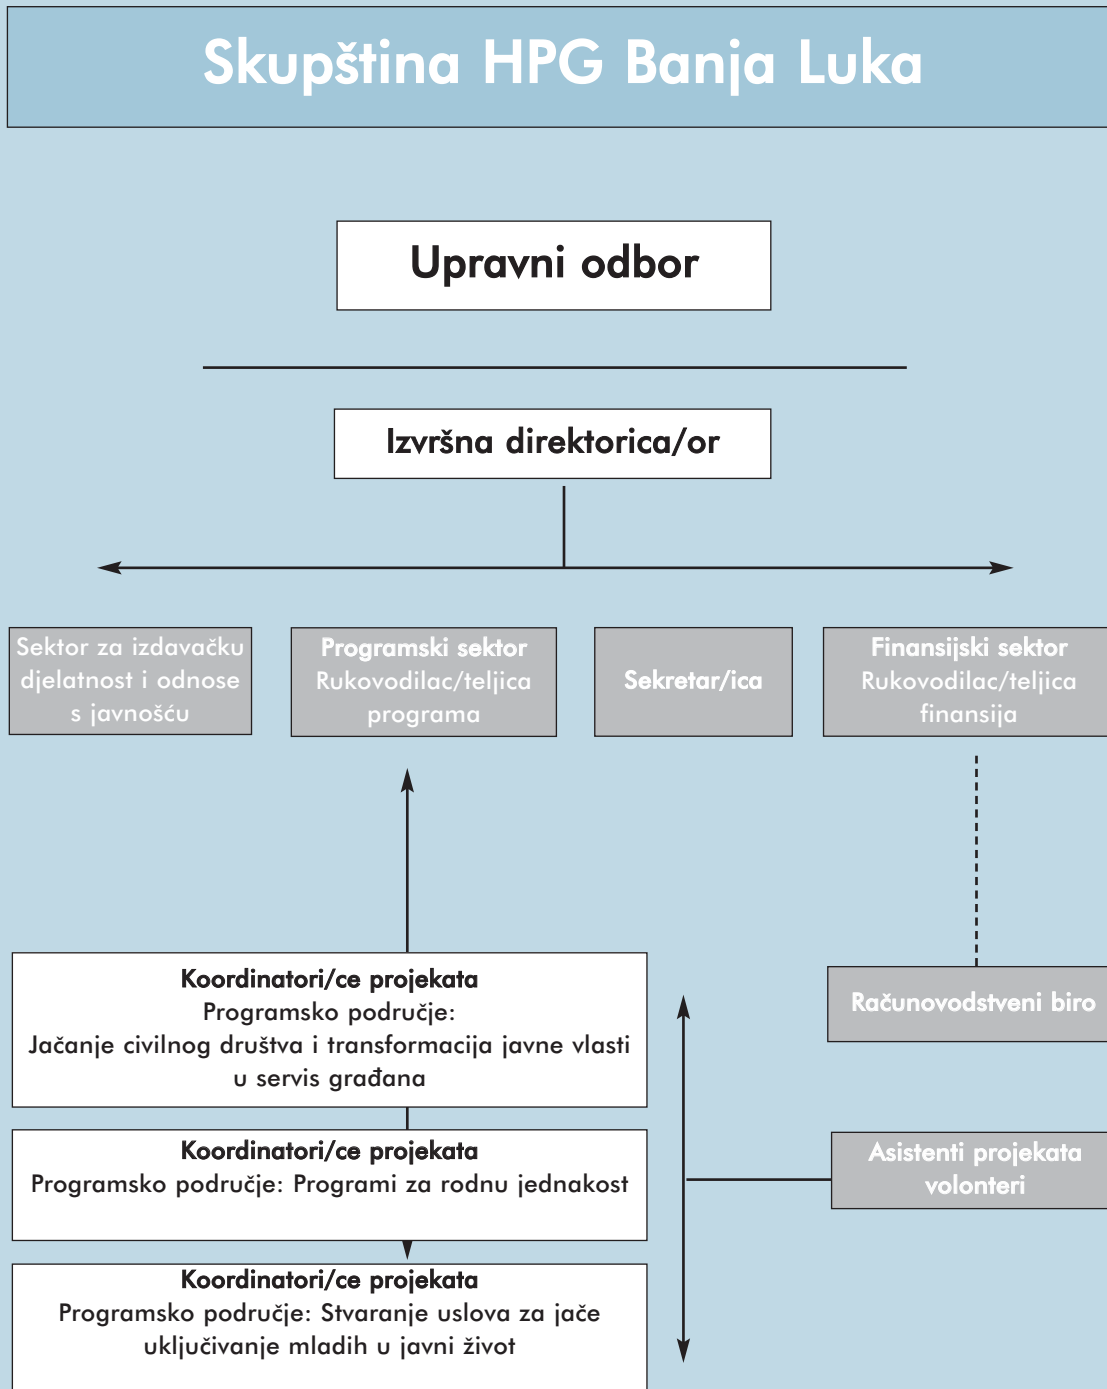 Skupština HPG Banja Luka
Upravni odbor
Izvršna direktorica/or
Sektor za izdavačku
djelatnost i odnose
s javnošću
Programski sektor
Rukovodilac/teljica
programa
Sekretar/ica
Finansijski sektor
Rukovodilac/teljica
finansija
Koordinatori/ce projekata
Programsko područje:
Jačanje civilnog društva i transformacija javne vlasti
u servis građana
Računovodstveni biro
Koordinatori/ce projekata
Programsko područje: Programi za rodnu jednakost
Asistenti projekata
volonteri
Koordinatori/ce projekata
Programsko područje: Stvaranje uslova za jače
uključivanje mladih u javni život